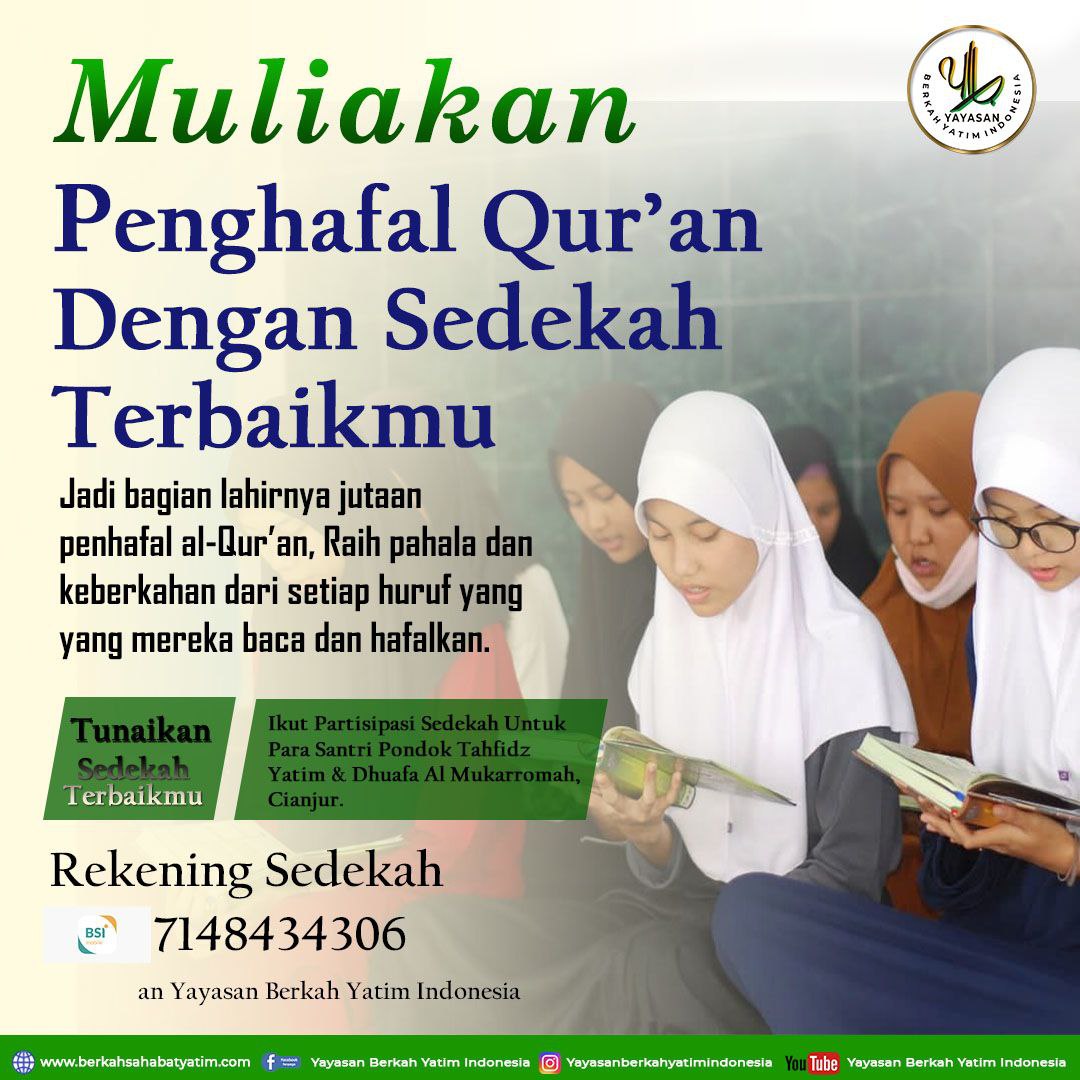 Muliakan
Penghafal Qur'an
Dengan Sedekah
Terbaikmu
Jadi bagian lahirnya jutaan
penhafal al-Qur'an, Raih pahala dan
keberkahan dari setiap huruf yang
yang mereka baca dan hafalkan.
Tunaikan
Sedekah
Terbaikmu
Ikut Partisipasi Sedekah Untuk
Para Santri Pondok Tahfidz
Yatim & Dhuafa Al Mukarromah,
Cianjur.
Rekening Sedekah
BSI
mobile
7148434306
an Yayasan Berkah Yatim Indonesia
YAYASAN
BERKAH YATIM INDONESIA
www.berkahsahabatyatim.com
Yayasan Berkah Yatim Indonesia
Yayasanberkahyatimindonesia
YouTube
Yayasan Berkah Yatim Indonesia